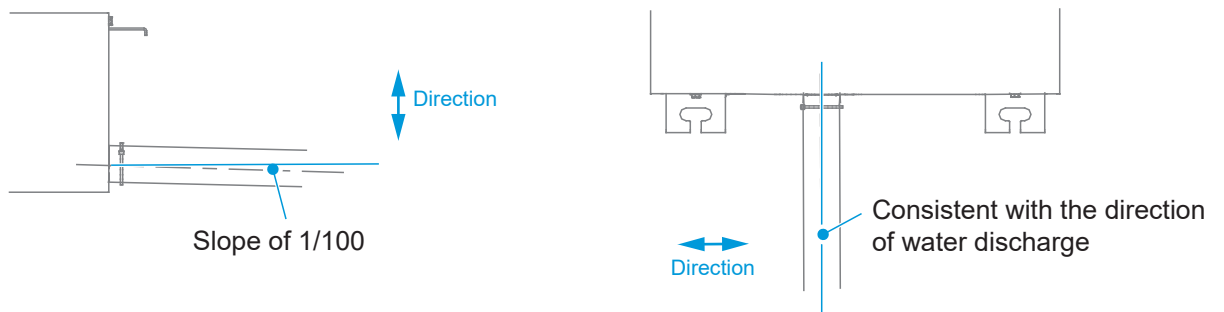 Direction
Slope of 1/100
Consistent with the direction
of water discharge
Direction